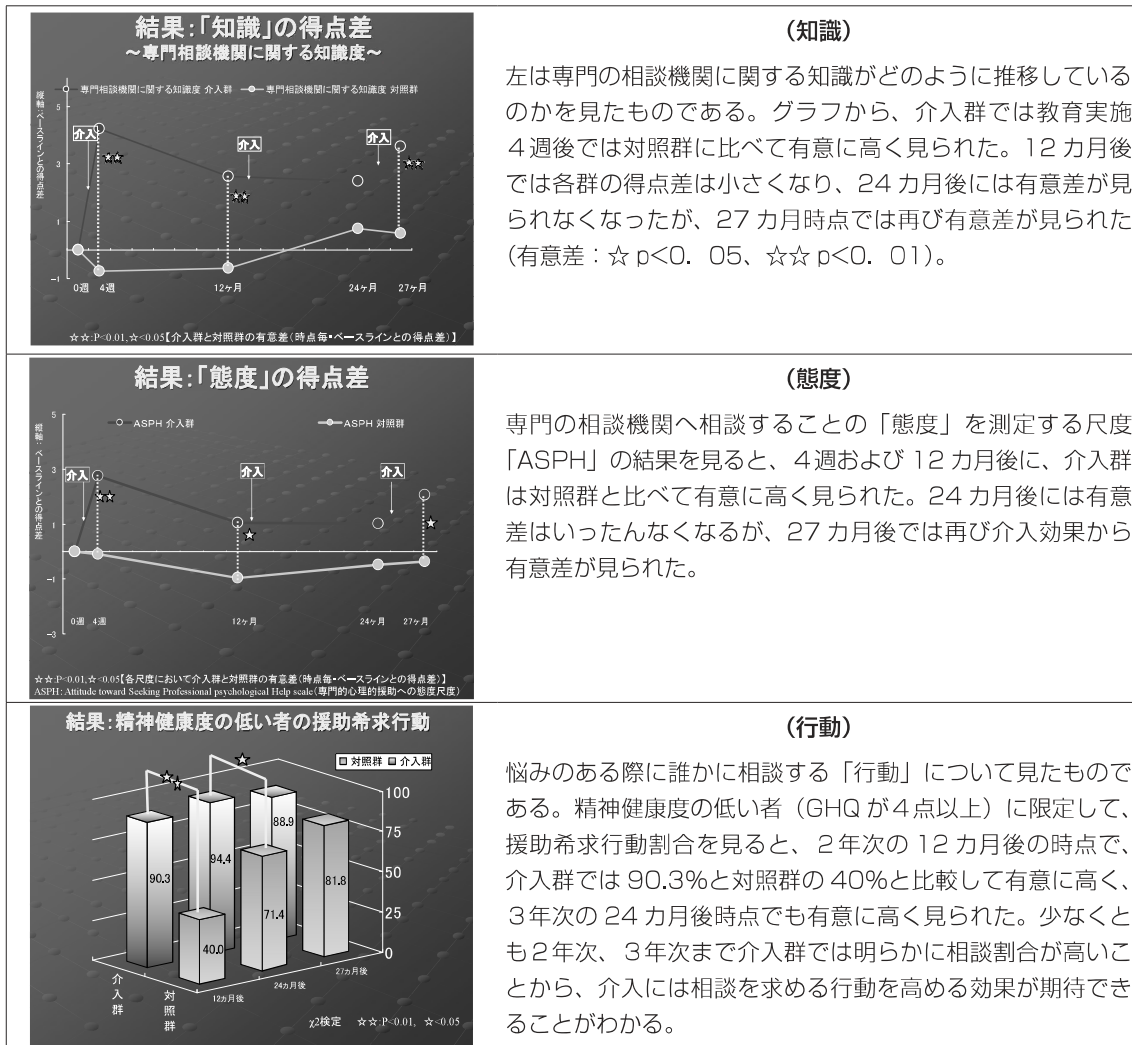 結果：「知識」の得点差
～専門相談機関に関する知識度～
専門相談機関に関する知識度 介入群
専門相談機関に関する知識度 対照群
縦軸：ベースラインとの得点差
5
3
1
-1
介入
☆☆
介入
☆☆
介入
☆☆
0週
4週
12ヶ月
24ヶ月
27ヶ月
☆☆:P<0.01,☆<0.05【介入群と対照群の有意差（時点毎・ベースラインとの得点差）】
（知識）
左は専門の相談機関に関する知識がどのように推移している
のかを見たものである。グラフから、介入群では教育実施
４週後では対照群に比べて有意に高く見られた。12 カ月後
では各群の得点差は小さくなり、24 カ月後には有意差が見
られなくなったが、27 カ月時点では再び有意差が見られた
（有意差：☆ p<0．05、☆☆ p<0．01）。
結果：「態度」の得点差
ASPH 介入群
ASPH 対照群
縦軸：ベースラインとの得点差
5
3
1
-1
-3
介入
☆☆
介入
☆
介入
☆
0週
4週
12ヶ月
24ヶ月
27ヶ月
☆☆:P<0.01,☆<0.05【各尺度において介入群と対照群の有意差（時点毎・ベースラインとの得点差）】
ASPH: Attitude toward Seeking Professional psychological Help scale（専門的心理的援助への態度尺度）
（態度）
専門の相談機関へ相談することの「態度」を測定する尺度
「ASPH」の結果を見ると、４週および 12 カ月後に、介入群
は対照群と比べて有意に高く見られた。24 カ月後には有意
差はいったんなくなるが、27 カ月後では再び介入効果から
有意差が見られた。
結果：精神健康度の低い者の援助希求行動
対照群 介入群
☆☆
☆
100
75
50
25
0
90.3
94.4
88.9
40.0
71.4
81.8
介入群
対照群
12カ月後
24カ月後
27カ月後
χ2検定 ☆☆:P<0.01, ☆<0.05
（行動）
悩みのある際に誰かに相談する「行動」について見たもので
ある。精神健康度の低い者（GHQ が４点以上）に限定して、
援助希求行動割合を見ると、２年次の 12 カ月後の時点で、
介入群では 90.3％と対照群の 40％と比較して有意に高く、
３年次の 24 カ月後時点でも有意に高く見られた。少なくと
も２年次、３年次まで介入群では明らかに相談割合が高いこ
とから、介入には相談を求める行動を高める効果が期待でき
ることがわかる。